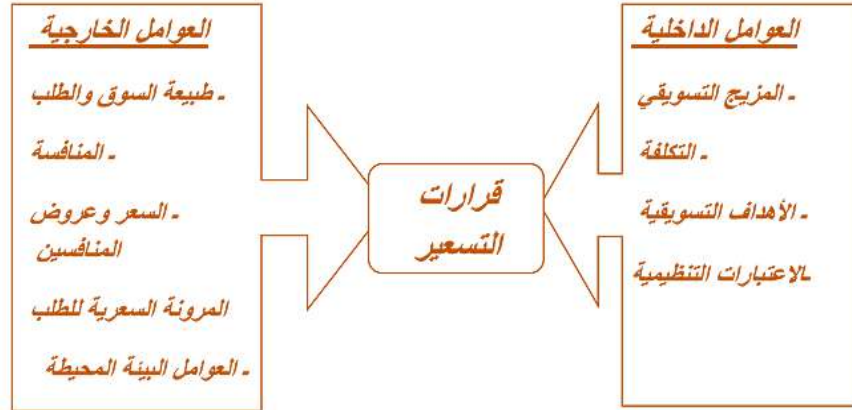 العوامل الداخلية
ـ المزيج التسويقي
ـ التكلفة
ـ الأهداف التسويقية
ـالاعتبارات التنظيمية
قرارات
التسعير
العوامل الخارجية
ـ طبيعة السوق والطلب
ـ المنافسة
ـ السعر وعروض
المنافسين
المرونة السعرية للطلب
ـ العوامل البيئة المحيطة